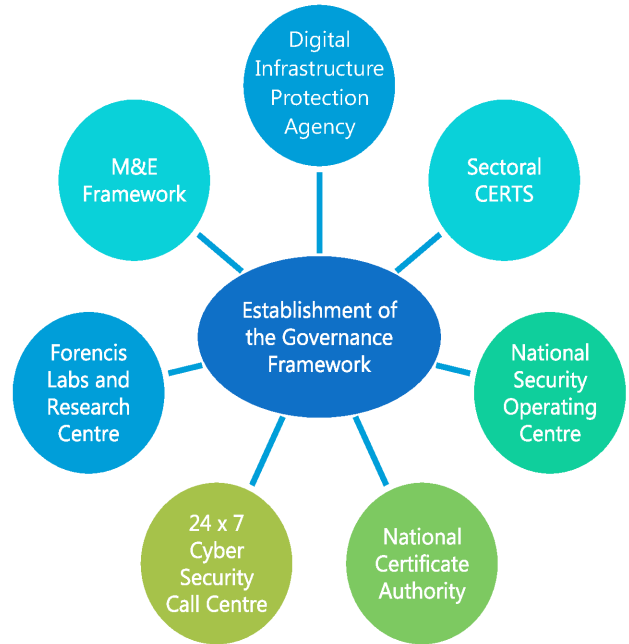 Digital
Infrastructure
Protection
Agency
M&E
Framework
Sectoral
CERTS
Establishment of
the Governance
Framework
Forencis
Labs and
Research
Centre
National
Security
Operating
Centre
24 x 7
Cyber
Security
Call Centre
National
Certificate
Authority